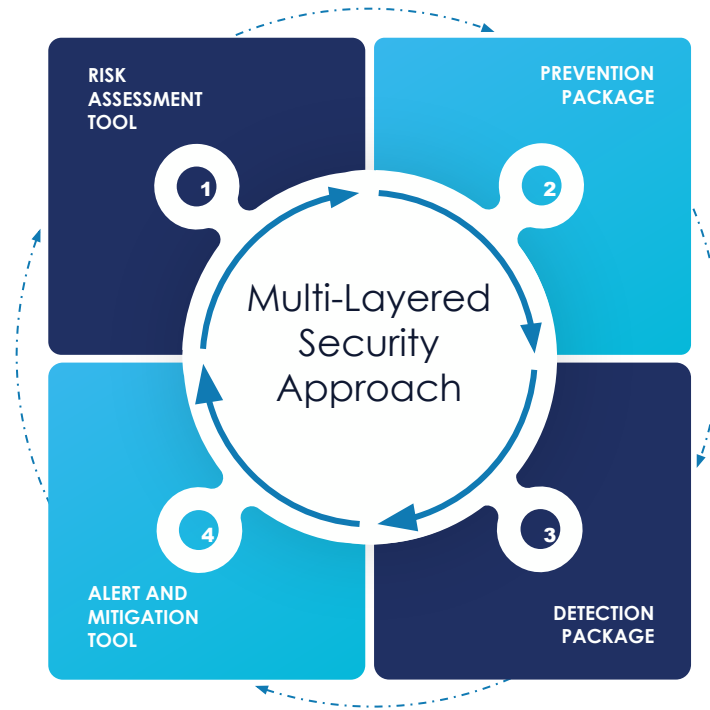 RISK
ASSESSMENT
TOOL
1
PREVENTION
PACKAGE
2
Multi-Layered
Security
Approach
3
DETECTION
PACKAGE
4
ALERT AND
MITIGATION
TOOL